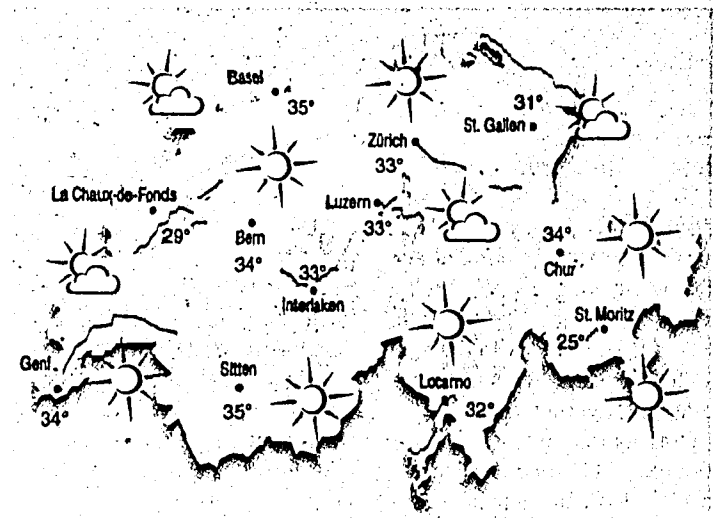 Basel
35°
31°
St. Gallen
Zürich
33°
La Chaux-de-Fonds
29°
Luzern
33°
Bern
34°
34°
Chur
33°
Interlaken
St. Moritz
25°
Genf
34°
Sitten
35°
Locarno
32°